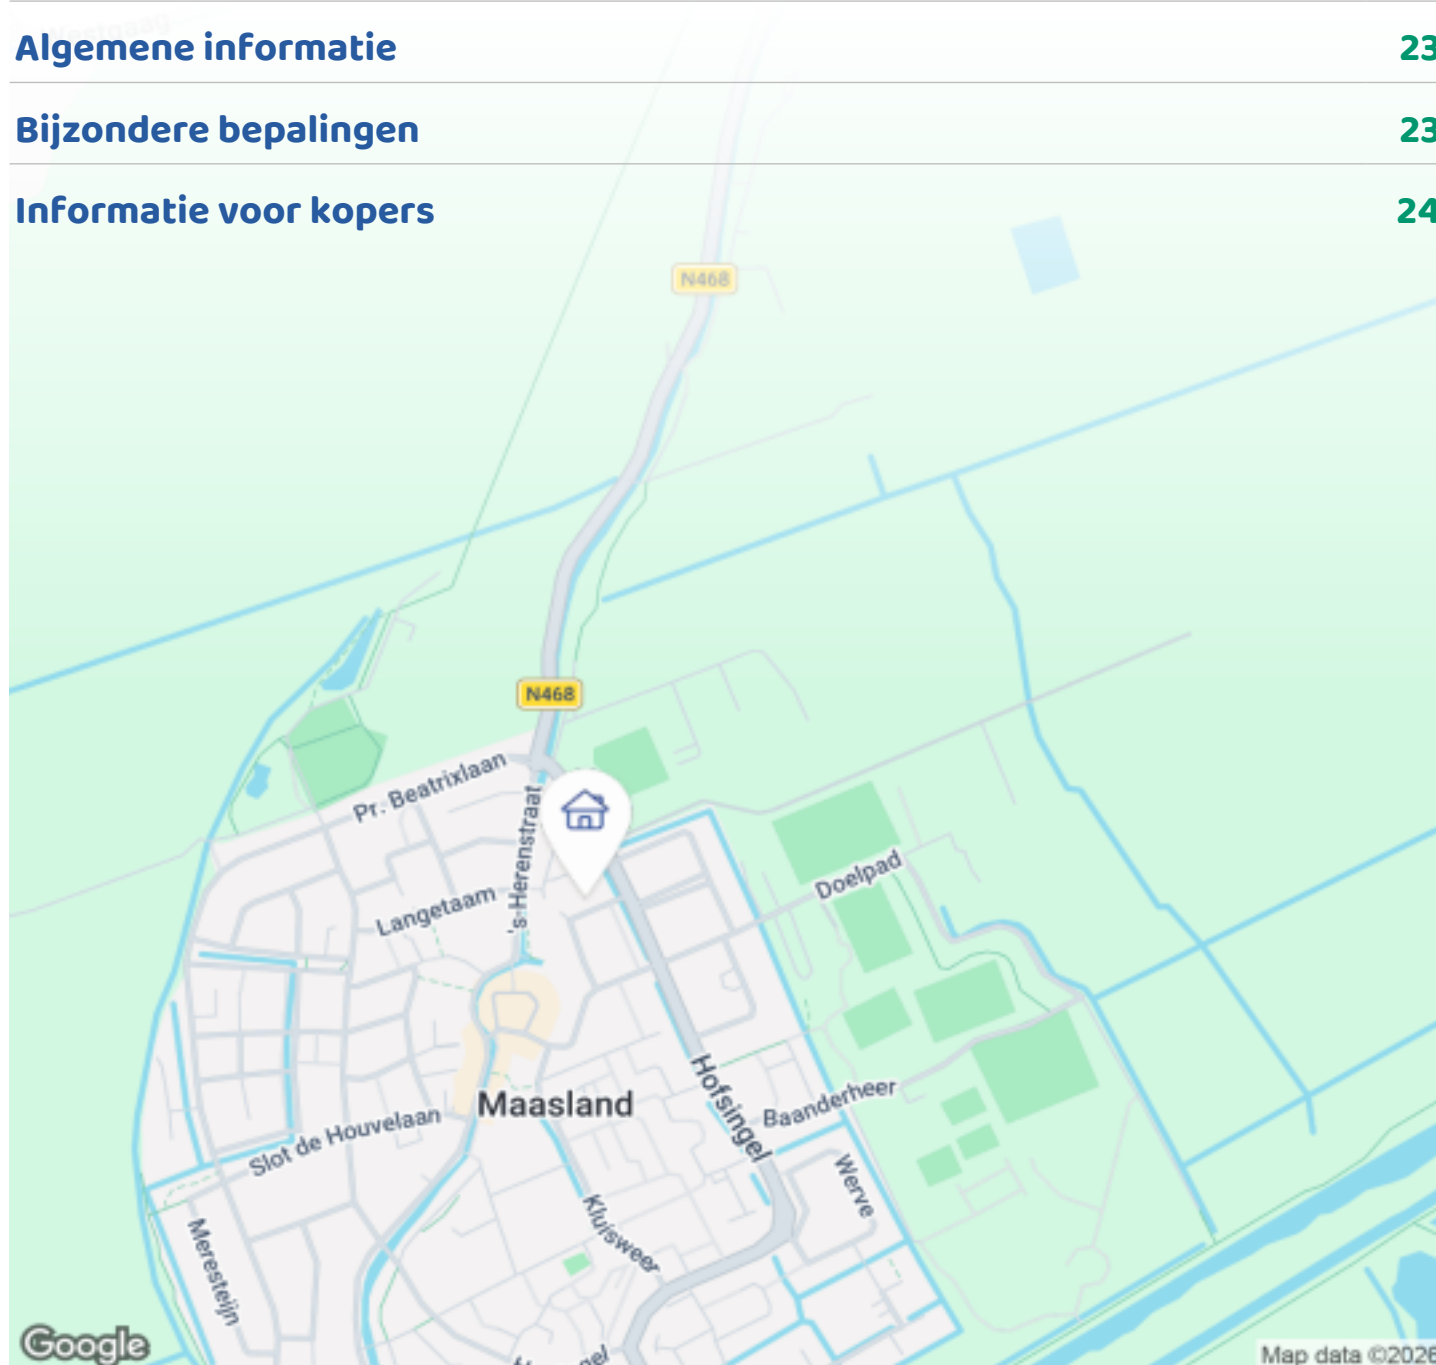 Algemene informatie 23
Bijzondere bepalingen 23
Informatie voor kopers 24
N468
N468
Pr. Beatrixlaan
's-Herenstraat
Langetaam
Doelpad
Maasland
Hofsingel
Baanderheer
Slot de Houvelaan
Werve
Kluisweer
Meresteijn
Google
Map data ©2026